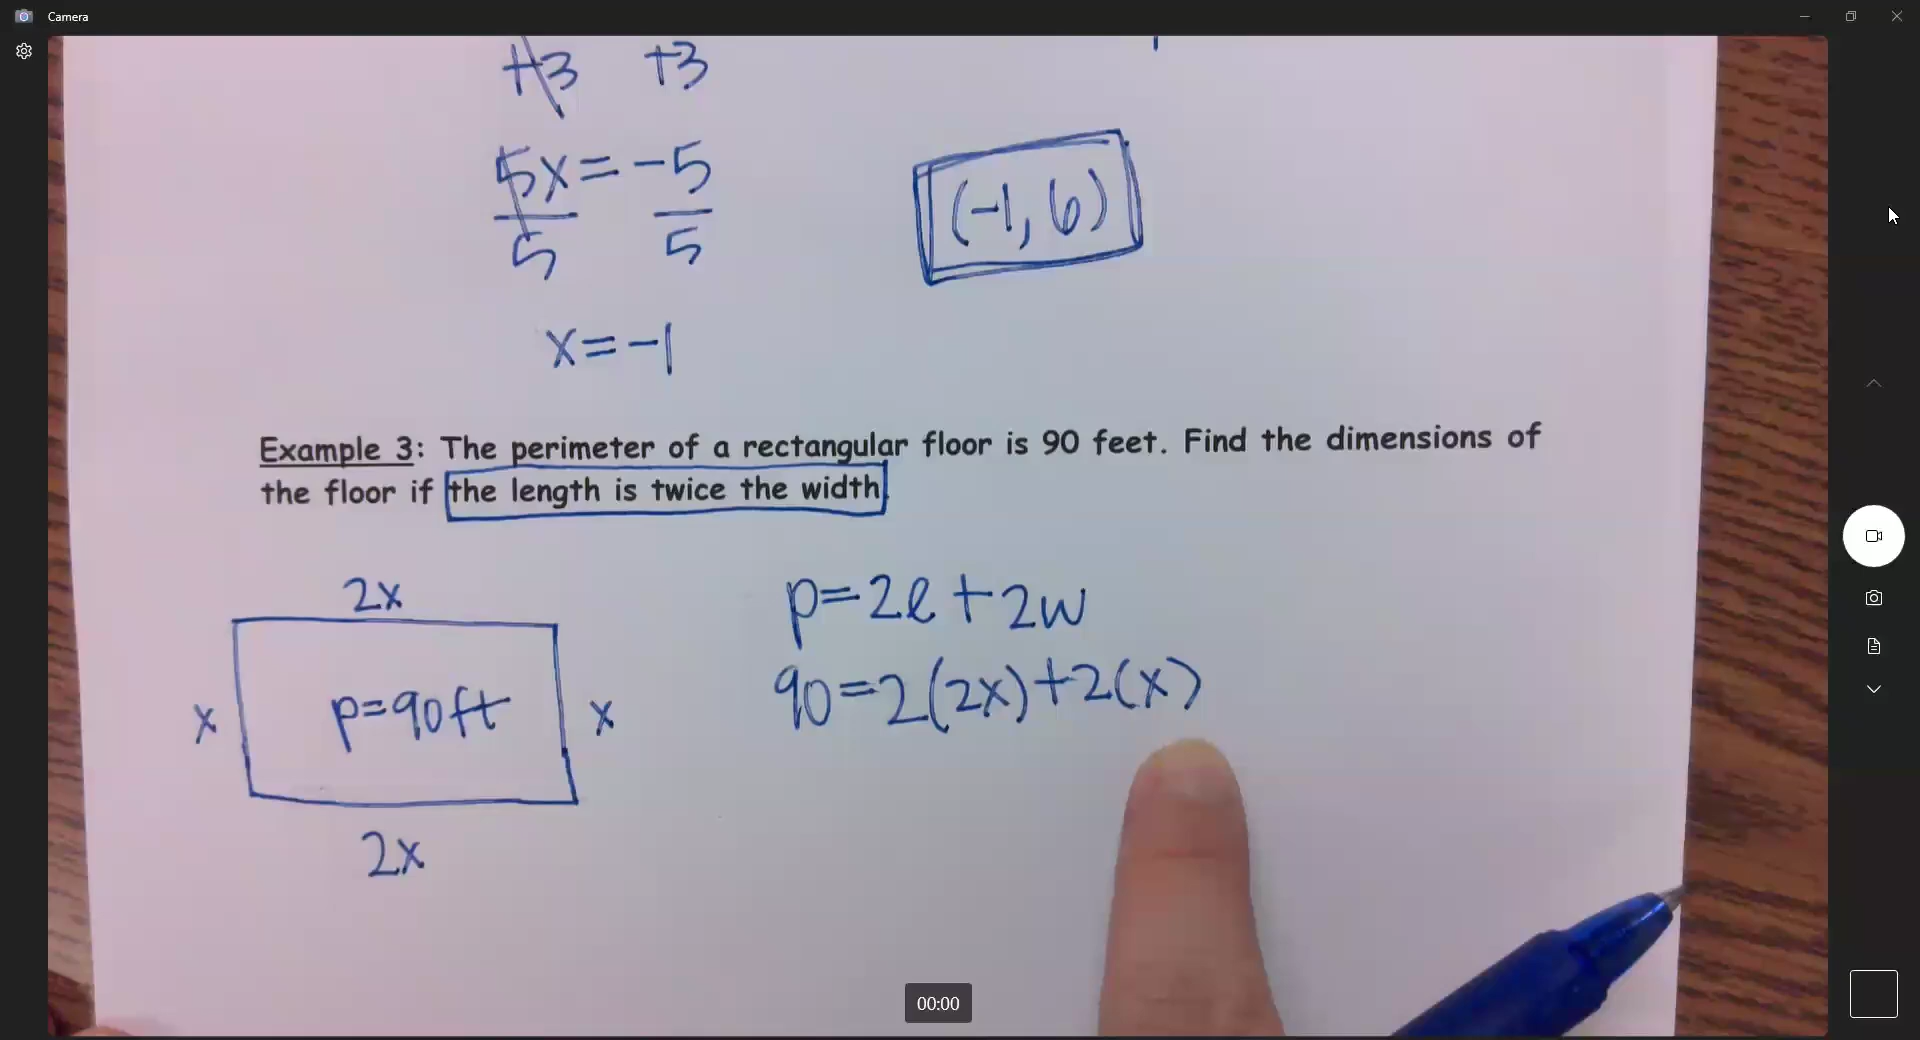 Camera
+3 +3
5x = -5
5 5
x = -1
(-1, 6)
Example 3: The perimeter of a rectangular floor is 90 feet. Find the dimensions of
the floor if the length is twice the width.
2x
x p=90ft x
2x
p=2l+2w
90=2(2x)+2(x)
00:00